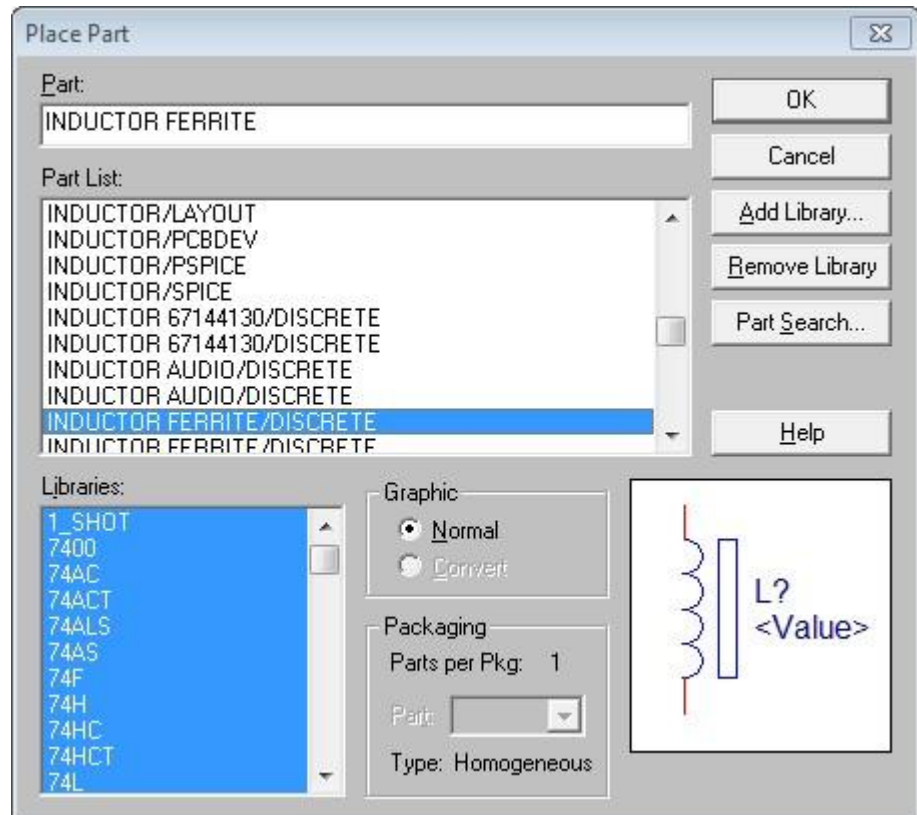 Place Part
Part:
INDUCTOR FERRITE
OK
Cancel
Part List:
INDUCTOR/LAYOUT
INDUCTOR/PCBDEV
INDUCTOR/PSPICE
INDUCTOR/SPICE
INDUCTOR 67144130/DISCRETE
INDUCTOR 67144130/DISCRETE
INDUCTOR AUDIO/DISCRETE
INDUCTOR AUDIO/DISCRETE
INDUCTOR FERRITE/DISCRETE
INDUCTOR FERRITE/DISCRETE
Add Library...
Remove Library
Part Search...
Help
Libraries:
1_SHOT
7400
74AC
74ACT
74ALS
74AS
74F
74H
74HC
74HCT
74L
Graphic
Normal
Convert
Packaging
Parts per Pkg: 1
Part:
Type: Homogeneous
L?
<Value>